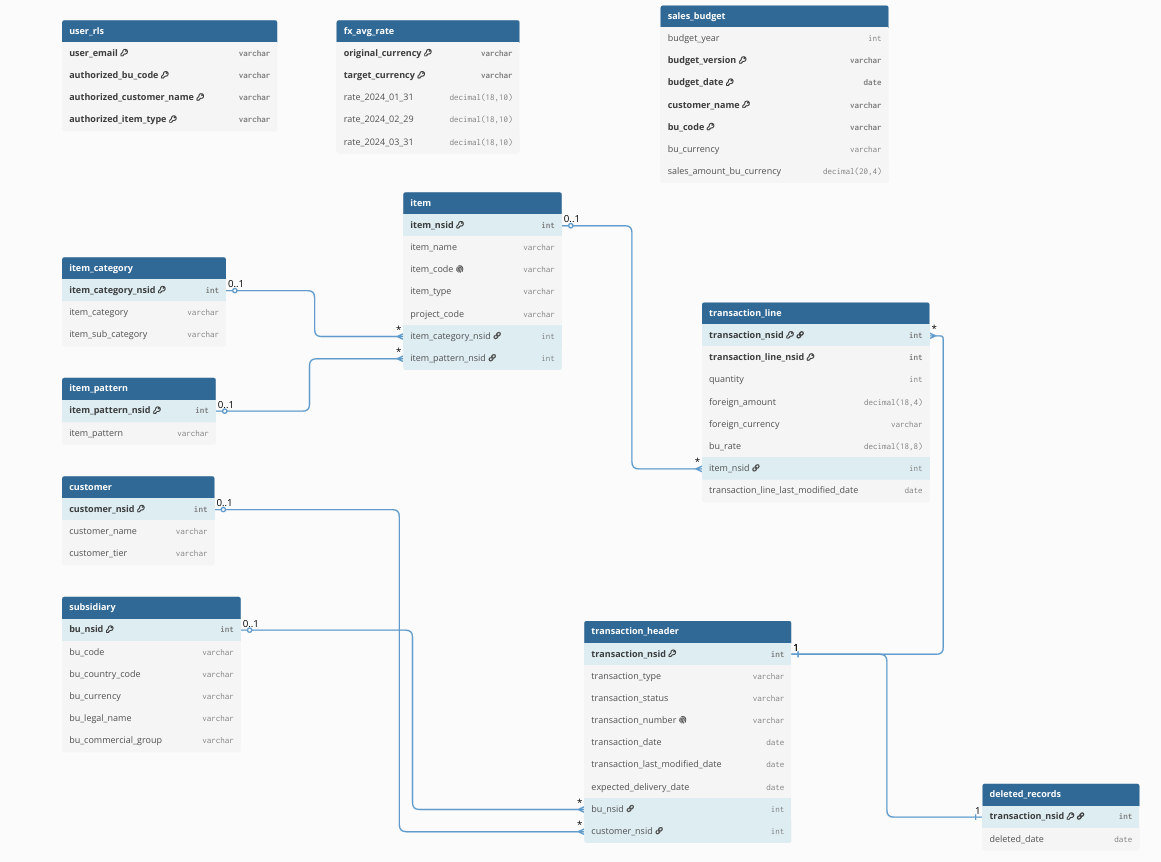 user_rls
user_email varchar
authorized_bu_code varchar
authorized_customer_name varchar
authorized_item_type varchar
fx_avg_rate
original_currency varchar
target_currency varchar
rate_2024_01_31 decimal(18,10)
rate_2024_02_29 decimal(18,10)
rate_2024_03_31 decimal(18,10)
sales_budget
budget_year int
budget_version varchar
budget_date date
customer_name varchar
bu_code varchar
bu_currency varchar
sales_amount_bu_currency decimal(20,4)
item
item_nsid int 0..1
item_name varchar
item_code varchar
item_type varchar
project_code varchar
* item_category_nsid int
* item_pattern_nsid int
item_category
item_category_nsid int 0..1
item_category varchar
item_sub_category varchar
item_pattern
item_pattern_nsid int 0..1
item_pattern varchar
transaction_line
transaction_nsid int *
transaction_line_nsid int
quantity int
foreign_amount decimal(18,4)
foreign_currency varchar
bu_rate decimal(18,8)
* item_nsid int
transaction_line_last_modified_date date
customer
customer_nsid int 0..1
customer_name varchar
customer_tier varchar
subsidiary
bu_nsid int 0..1
bu_code varchar
bu_country_code varchar
bu_currency varchar
bu_legal_name varchar
bu_commercial_group varchar
transaction_header
transaction_nsid int 1
transaction_type varchar
transaction_status varchar
transaction_number varchar
transaction_date date
transaction_last_modified_date date
expected_delivery_date date
* bu_nsid int
* customer_nsid int
deleted_records
1 transaction_nsid int
deleted_date date